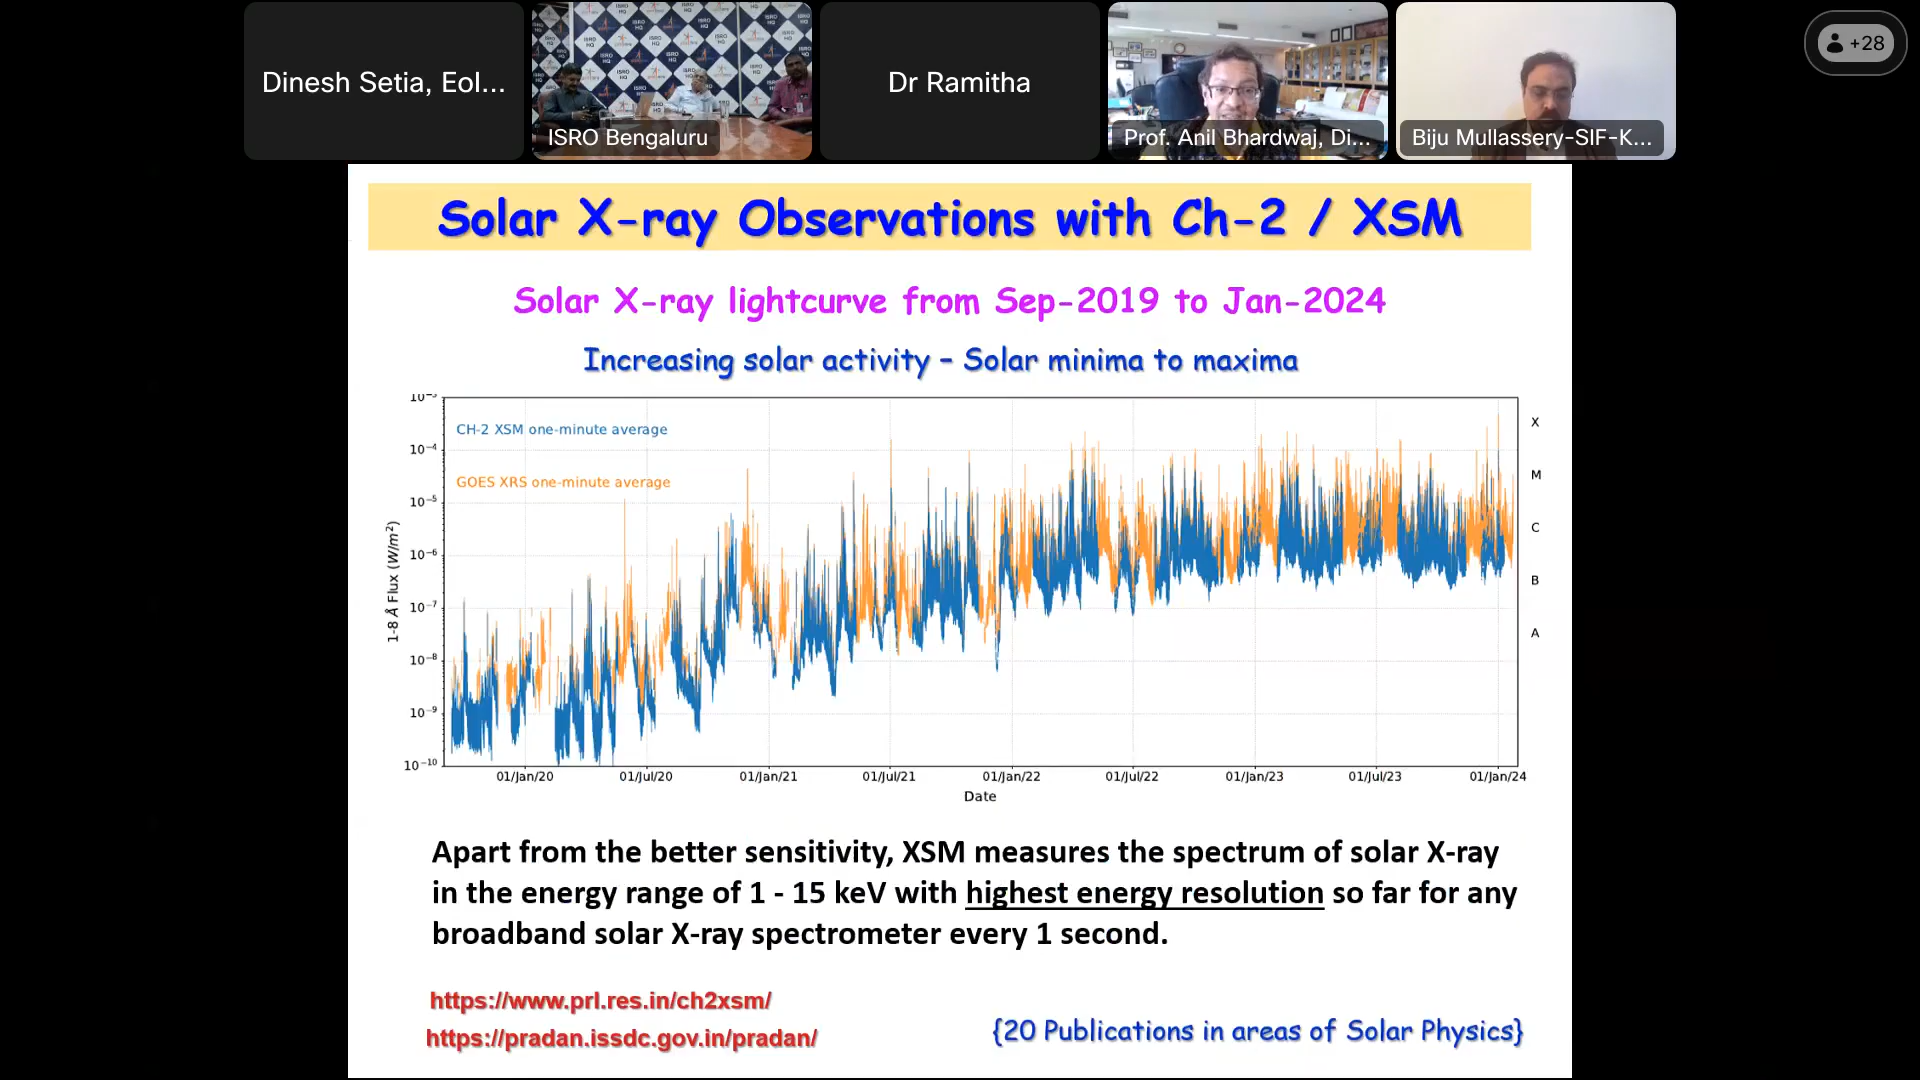 Dinesh Setia, Eol...
ISRO Bengaluru
Dr Ramitha
Prof. Anil Bhardwaj, Di...
Biju Mullassery-SIF-K...
+28
Solar X-ray Observations with Ch-2 / XSM
Solar X-ray lightcurve from Sep-2019 to Jan-2024
Increasing solar activity – Solar minima to maxima
CH-2 XSM one-minute average
GOES XRS one-minute average
1-8 Å Flux (W/m²)
10⁻³
10⁻⁴
10⁻⁵
10⁻⁶
10⁻⁷
10⁻⁸
10⁻⁹
10⁻¹⁰
X
M
C
B
A
01/Jan/20 01/Jul/20 01/Jan/21 01/Jul/21 01/Jan/22 01/Jul/22 01/Jan/23 01/Jul/23 01/Jan/24
Date
Apart from the better sensitivity, XSM measures the spectrum of solar X-ray
in the energy range of 1 - 15 keV with highest energy resolution so far for any
broadband solar X-ray spectrometer every 1 second.
https://www.prl.res.in/ch2xsm/
https://pradan.issdc.gov.in/pradan/
{20 Publications in areas of Solar Physics}